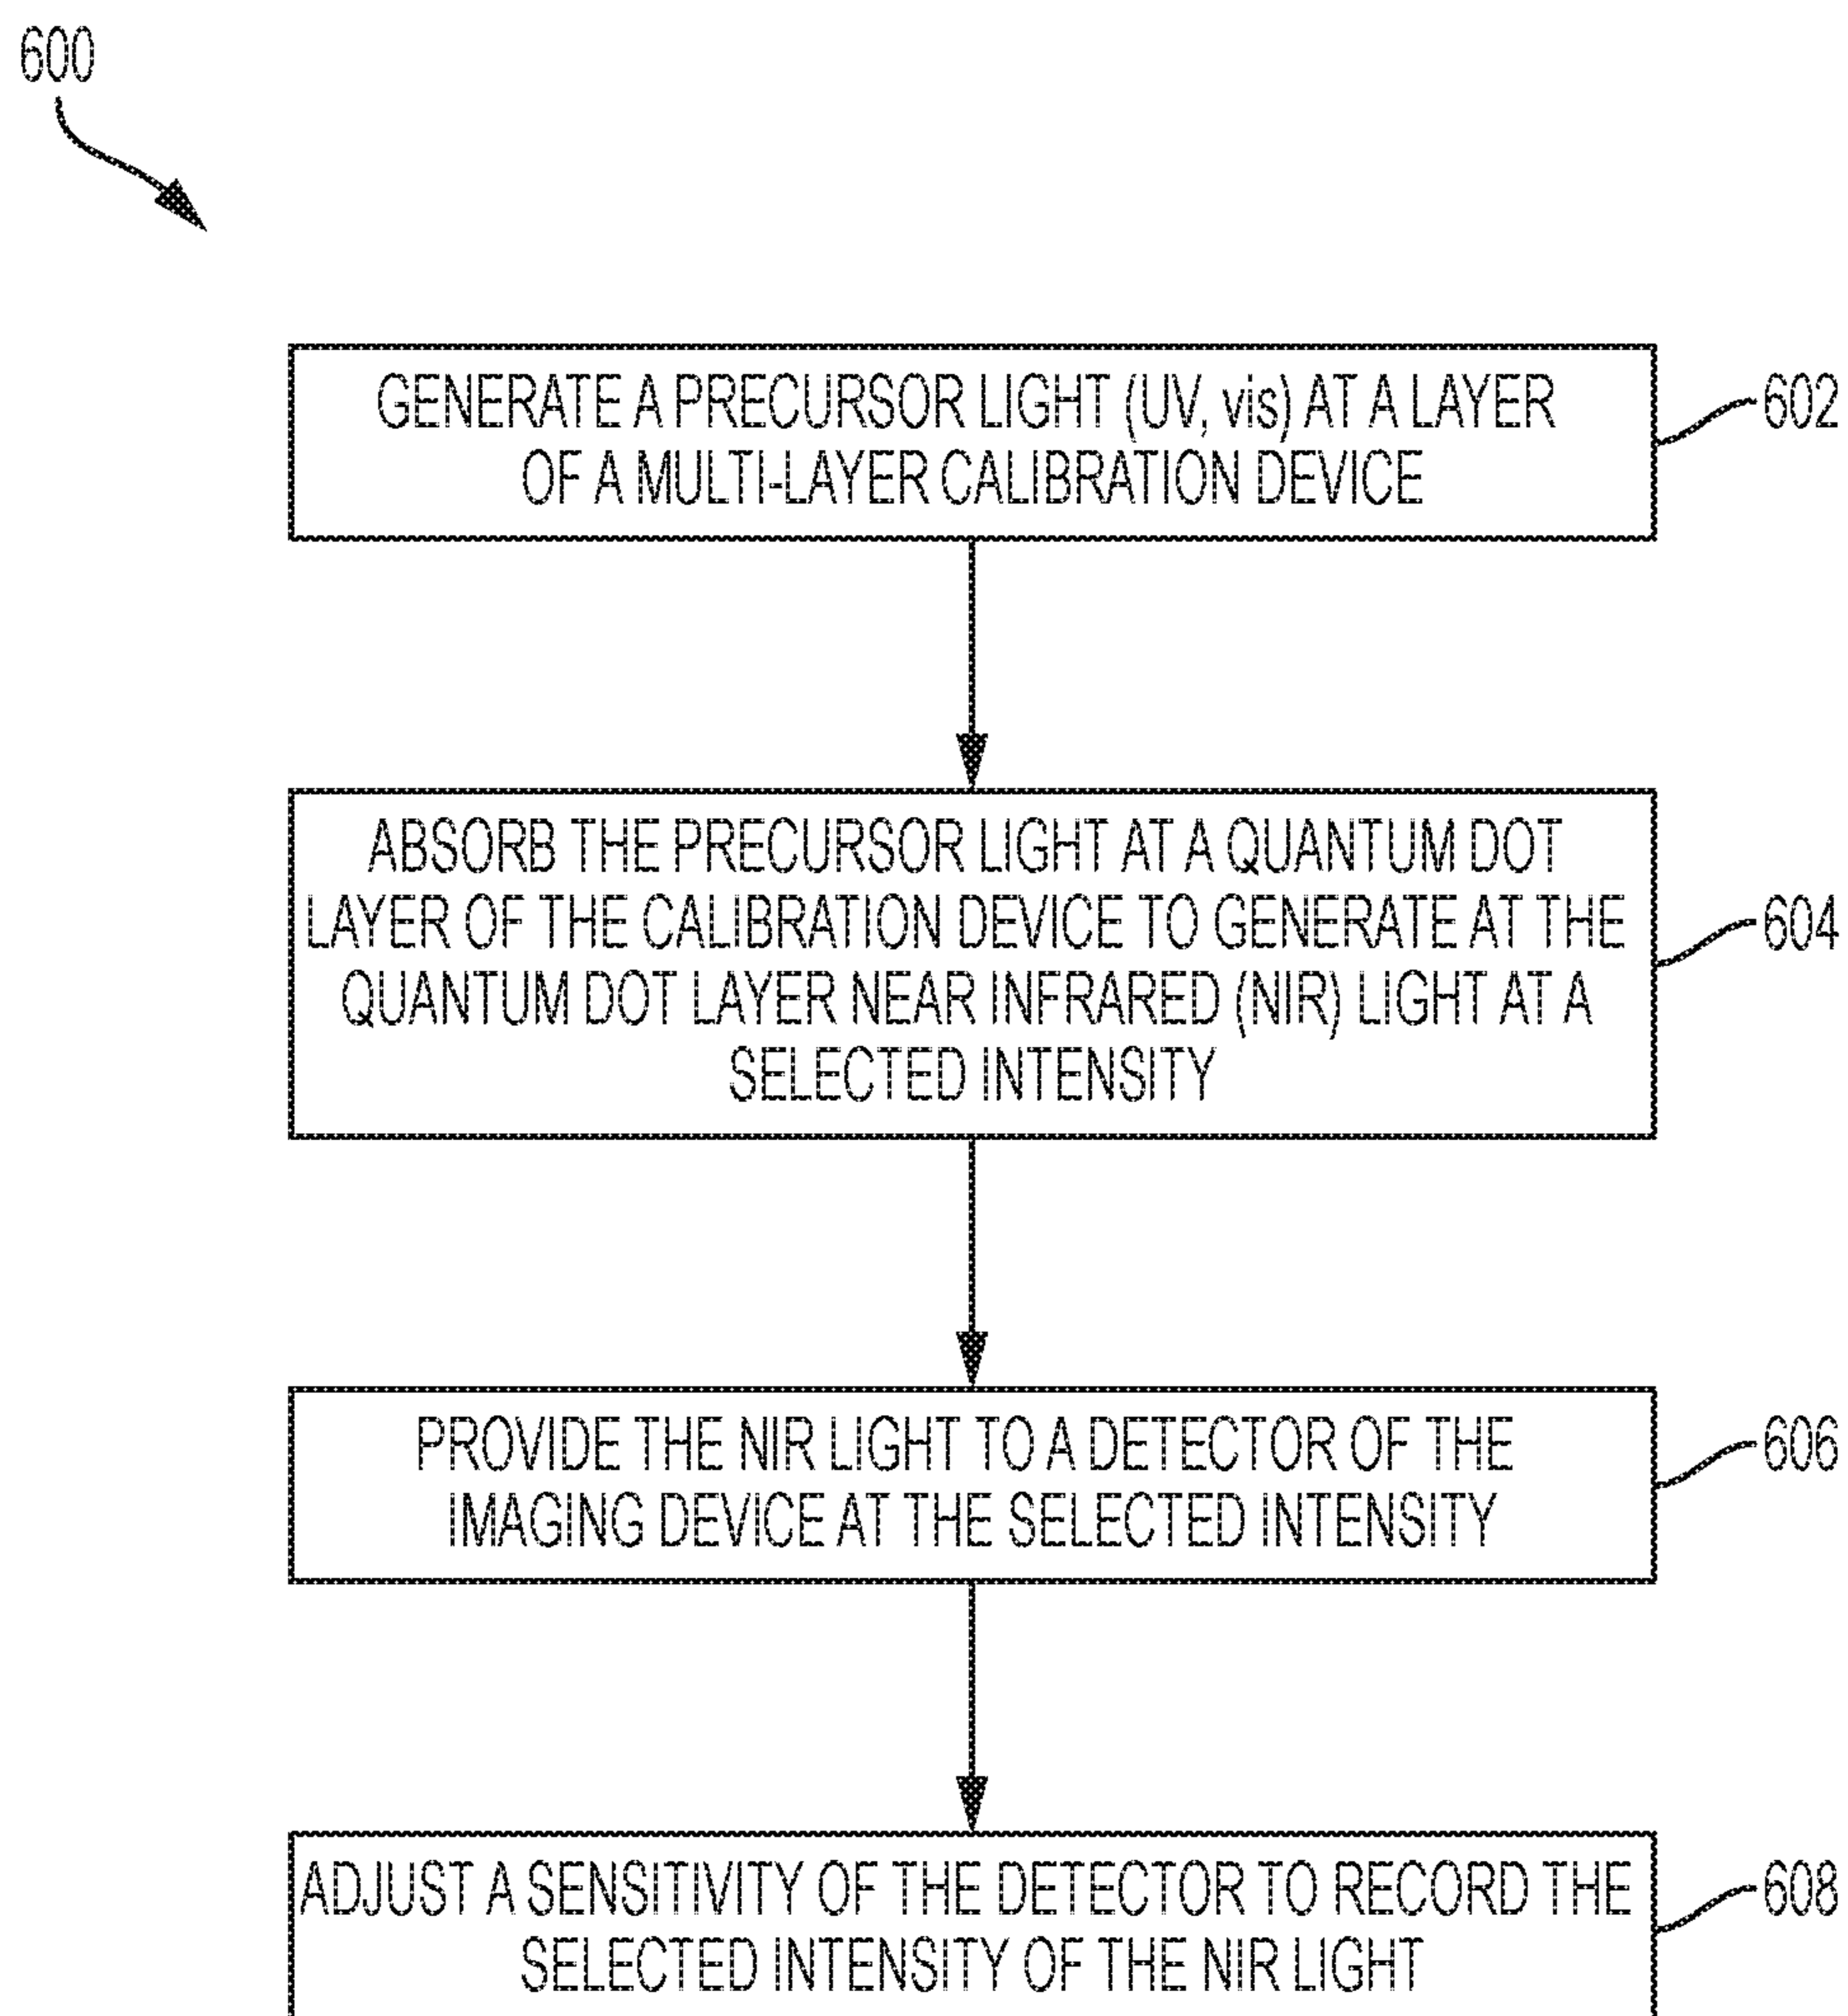 600
GENERATE A PRECURSOR LIGHT (UV, vis) AT A LAYER
OF A MULTI-LAYER CALIBRATION DEVICE
602
ABSORB THE PRECURSOR LIGHT AT A QUANTUM DOT
LAYER OF THE CALIBRATION DEVICE TO GENERATE AT THE
QUANTUM DOT LAYER NEAR INFRARED (NIR) LIGHT AT A
SELECTED INTENSITY
604
PROVIDE THE NIR LIGHT TO A DETECTOR OF THE
IMAGING DEVICE AT THE SELECTED INTENSITY
606
ADJUST A SENSITIVITY OF THE DETECTOR TO RECORD THE
SELECTED INTENSITY OF THE NIR LIGHT
608